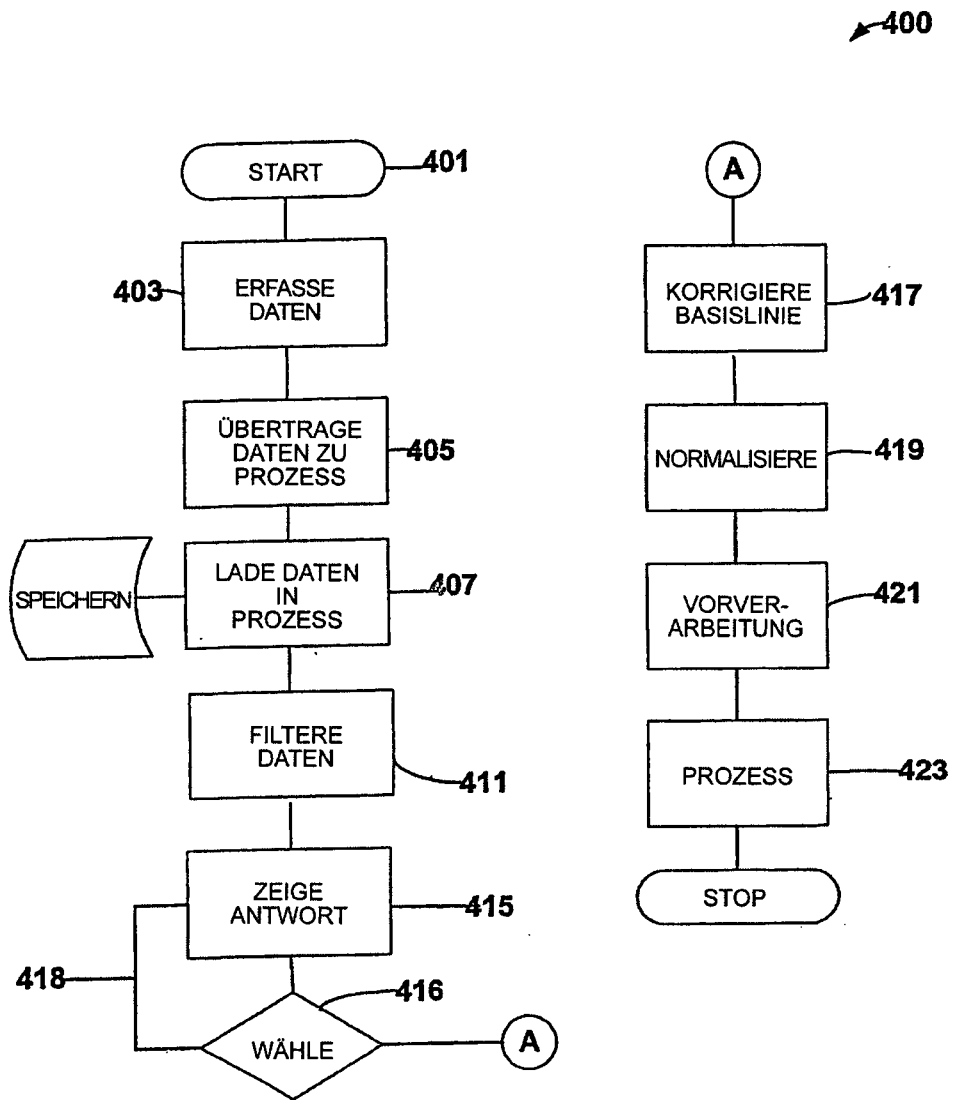 400
START
401
403
ERFASSE
DATEN
ÜBERTRAGE
DATEN ZU
PROZESS
405
SPEICHERN
LADE DATEN
IN
PROZESS
407
FILTERE
DATEN
411
ZEIGE
ANTWORT
415
418
416
WÄHLE
A
A
KORRIGIERE
BASISLINIE
417
NORMALISIERE
419
VORVER-
ARBEITUNG
421
PROZESS
423
STOP